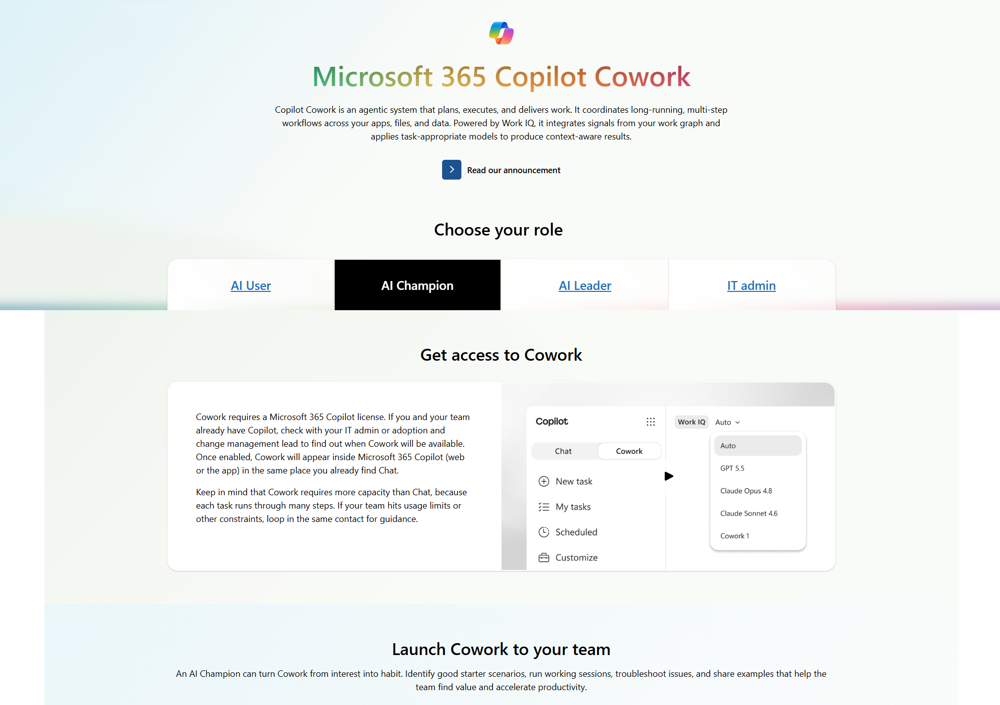 Microsoft 365 Copilot Cowork
Copilot Cowork is an agentic system that plans, executes, and delivers work. It coordinates long-running, multi-step
workflows across your apps, files, and data. Powered by Work IQ, it integrates signals from your work graph and
applies task-appropriate models to produce context-aware results.
Read our announcement
Choose your role
AI User
AI Champion
AI Leader
IT admin
Get access to Cowork
Cowork requires a Microsoft 365 Copilot license. If you and your team
already have Copilot, check with your IT admin or adoption and
change management lead to find out when Cowork will be available.
Once enabled, Cowork will appear inside Microsoft 365 Copilot (web
or the app) in the same place you already find Chat.
Keep in mind that Cowork requires more capacity than Chat, because
each task runs through many steps. If your team hits usage limits or
other constraints, loop in the same contact for guidance.
Copilot
Chat
Cowork
New task
My tasks
Scheduled
Customize
Work IQ
Auto
Auto
GPT 5.5
Claude Opus 4.8
Claude Sonnet 4.6
Cowork 1
Launch Cowork to your team
An AI Champion can turn Cowork from interest into habit. Identify good starter scenarios, run working sessions, troubleshoot issues, and share examples that help the
team find value and accelerate productivity.